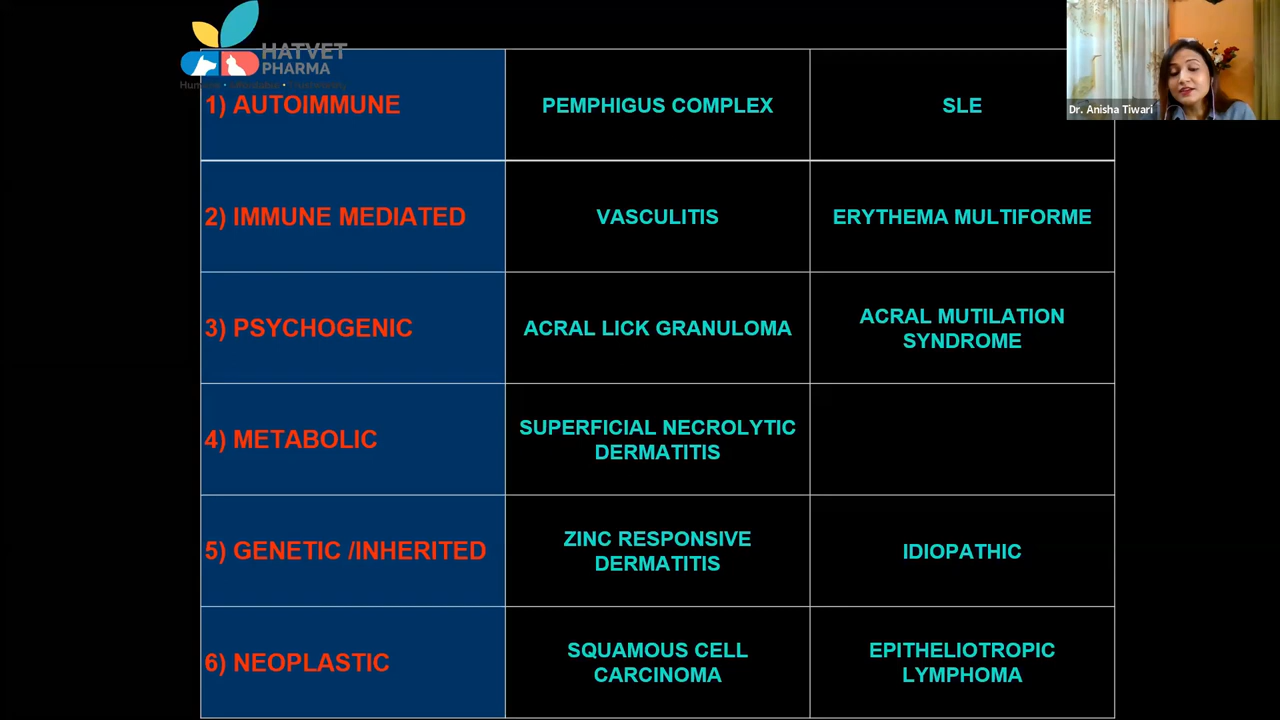 HATVET
PHARMA
Dr. Anisha Tiwari
1) AUTOIMMUNE
PEMPHIGUS COMPLEX
SLE
2) IMMUNE MEDIATED
VASCULITIS
ERYTHEMA MULTIFORME
3) PSYCHOGENIC
ACRAL LICK GRANULOMA
ACRAL MUTILATION
SYNDROME
4) METABOLIC
SUPERFICIAL NECROLYTIC
DERMATITIS
5) GENETIC /INHERITED
ZINC RESPONSIVE
DERMATITIS
IDIOPATHIC
6) NEOPLASTIC
SQUAMOUS CELL
CARCINOMA
EPITHELIOTROPIC
LYMPHOMA